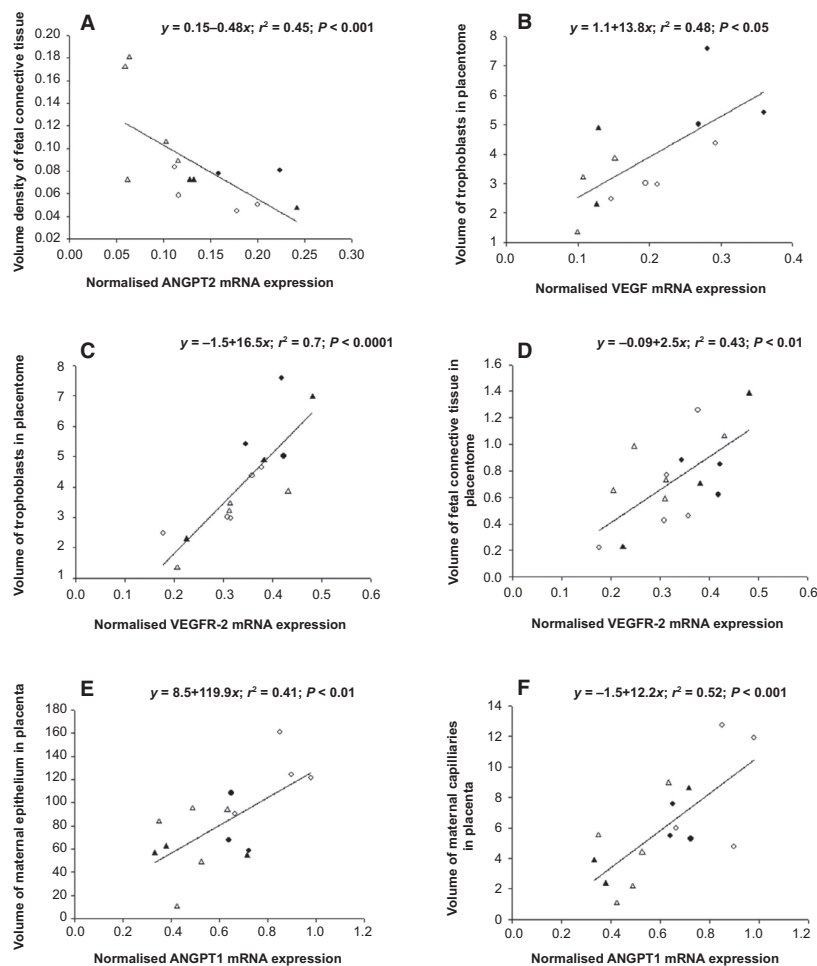 A
y = 0.15–0.48x; r² = 0.45; P < 0.001
Volume density of fetal connective tissue
0.20
0.18
0.16
0.14
0.12
0.10
0.08
0.06
0.04
0.02
0.00 0.05 0.10 0.15 0.20 0.25 0.30
Normalised ANGPT2 mRNA expression
B
y = 1.1+13.8x; r² = 0.48; P < 0.05
Volume of trophoblasts in placentome
8
7
6
5
4
3
2
1
0.0 0.1 0.2 0.3 0.4
Normalised VEGF mRNA expression
C
y = –1.5+16.5x; r² = 0.7; P < 0.0001
Volume of trophoblasts in placentome
8
7
6
5
4
3
2
1
0.0 0.1 0.2 0.3 0.4 0.5 0.6
Normalised VEGFR-2 mRNA expression
D
y = –0.09+2.5x; r² = 0.43; P < 0.01
Volume of fetal connective tissue in
placentome
1.6
1.4
1.2
1.0
0.8
0.6
0.4
0.2
0.0
0.0 0.1 0.2 0.3 0.4 0.5 0.6
Normalised VEGFR-2 mRNA expression
E
y = 8.5+119.9x; r² = 0.41; P < 0.01
Volume of maternal epithelium in placenta
180
160
140
120
100
80
60
40
20
0
0.0 0.2 0.4 0.6 0.8 1.0 1.2
Normalised ANGPT1 mRNA expression
F
y = –1.5+12.2x; r² = 0.52; P < 0.001
Volume of maternal capilliaries
in placenta
14
12
10
8
6
4
2
0
0.0 0.2 0.4 0.6 0.8 1.0 1.2
Normalised ANGPT1 mRNA expression